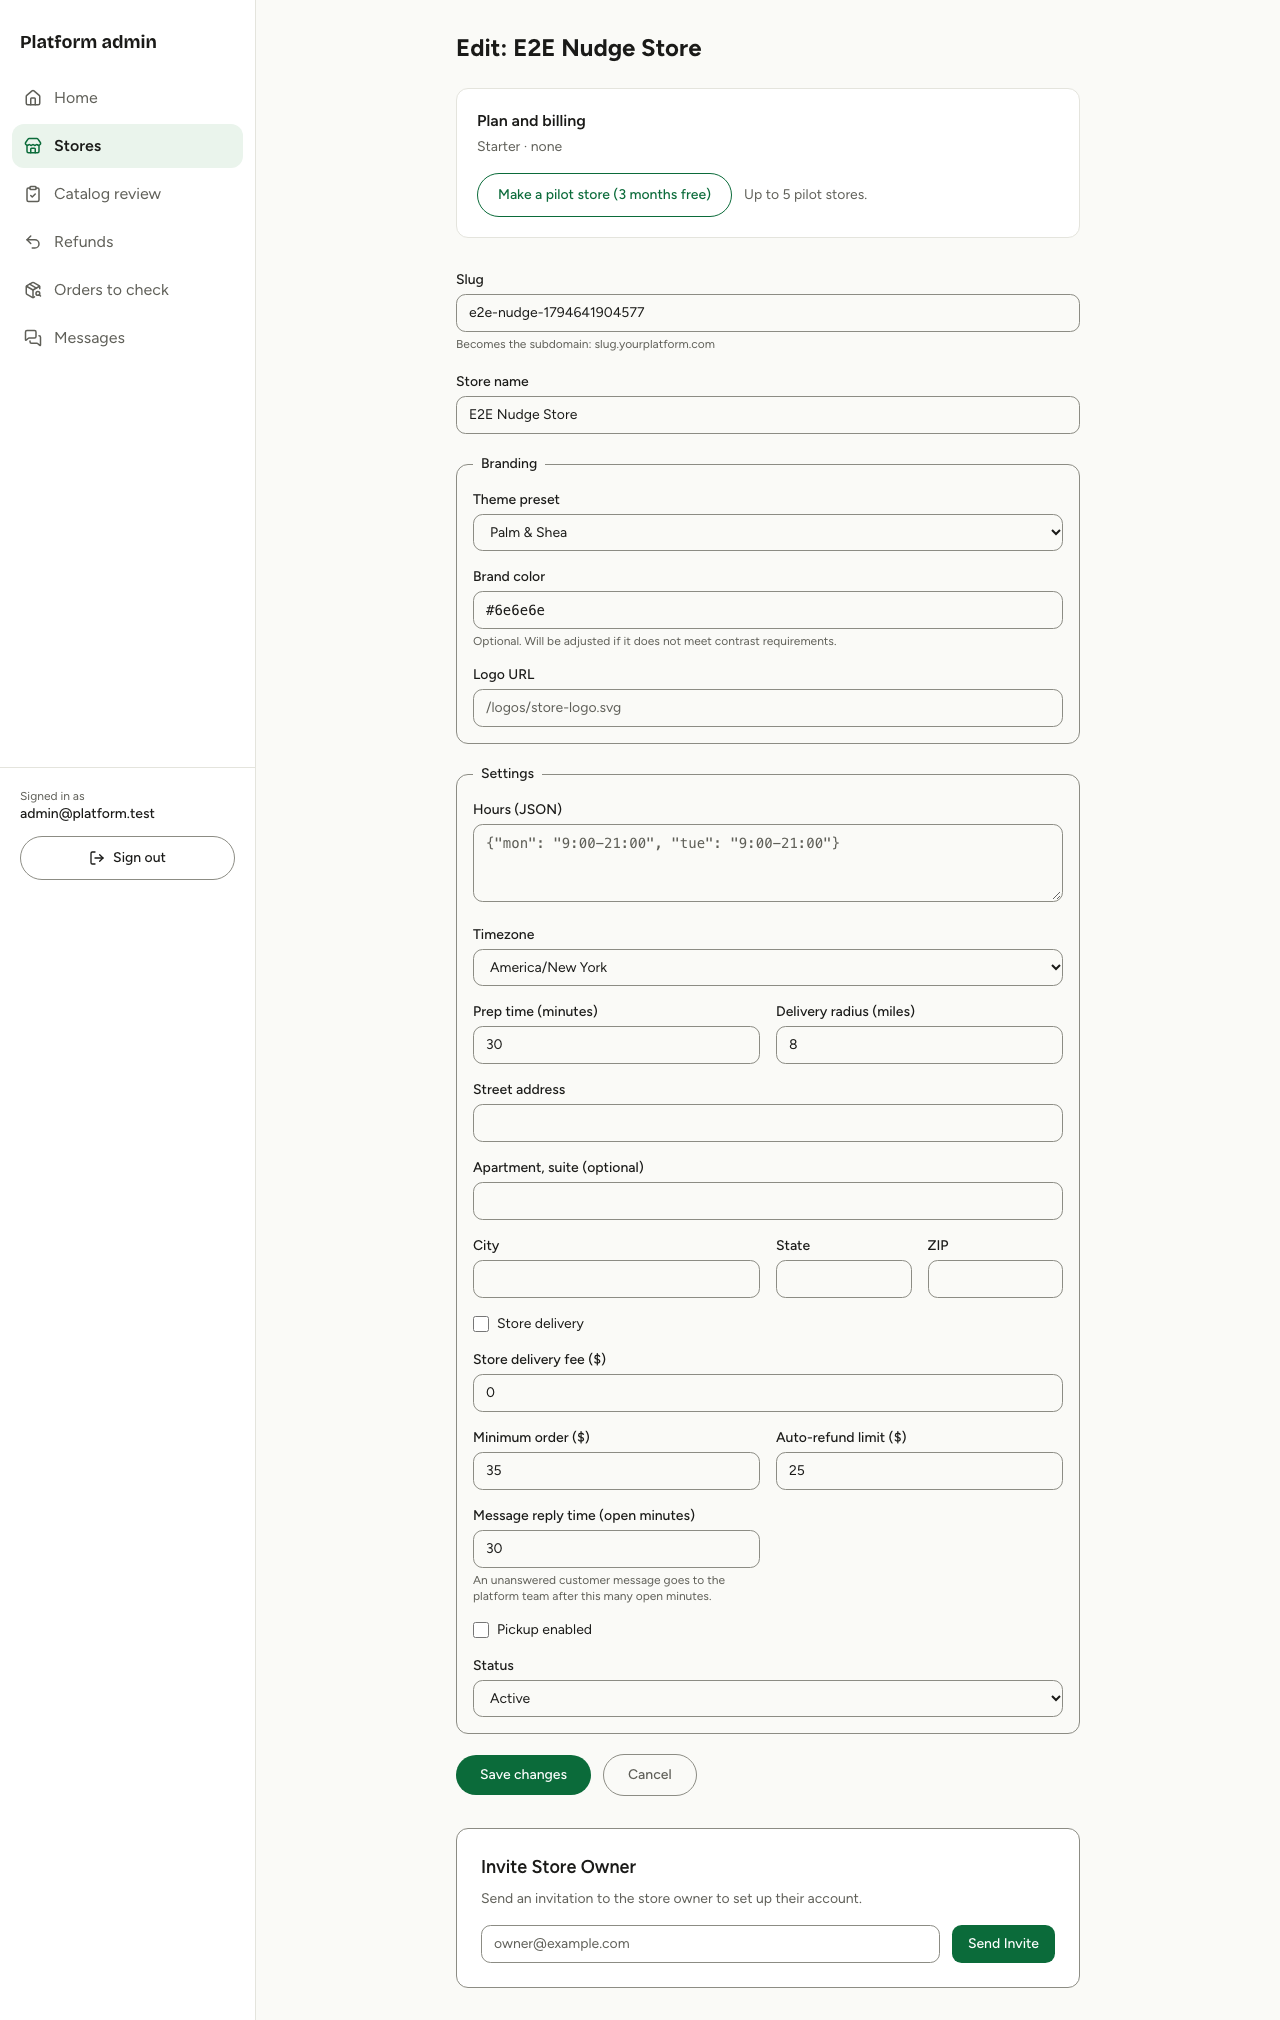 Platform admin
Home
Stores
Catalog review
Refunds
Orders to check
Messages
Signed in as
admin@platform.test
Sign out
Edit: E2E Nudge Store
Plan and billing
Starter · none
Make a pilot store (3 months free)
Up to 5 pilot stores.
Slug
e2e-nudge-1794641904577
Becomes the subdomain: slug.yourplatform.com
Store name
E2E Nudge Store
Branding
Theme preset
Palm & Shea
Brand color
#6e6e6e
Optional. Will be adjusted if it does not meet contrast requirements.
Logo URL
/logos/store-logo.svg
Settings
Hours (JSON)
{"mon": "9:00-21:00", "tue": "9:00-21:00"}
Timezone
America/New York
Prep time (minutes)
Delivery radius (miles)
30
8
Street address
Apartment, suite (optional)
City
State
ZIP
Store delivery
Store delivery fee ($)
0
Minimum order ($)
Auto-refund limit ($)
35
25
Message reply time (open minutes)
30
An unanswered customer message goes to the
platform team after this many open minutes.
Pickup enabled
Status
Active
Save changes
Cancel
Invite Store Owner
Send an invitation to the store owner to set up their account.
owner@example.com
Send Invite